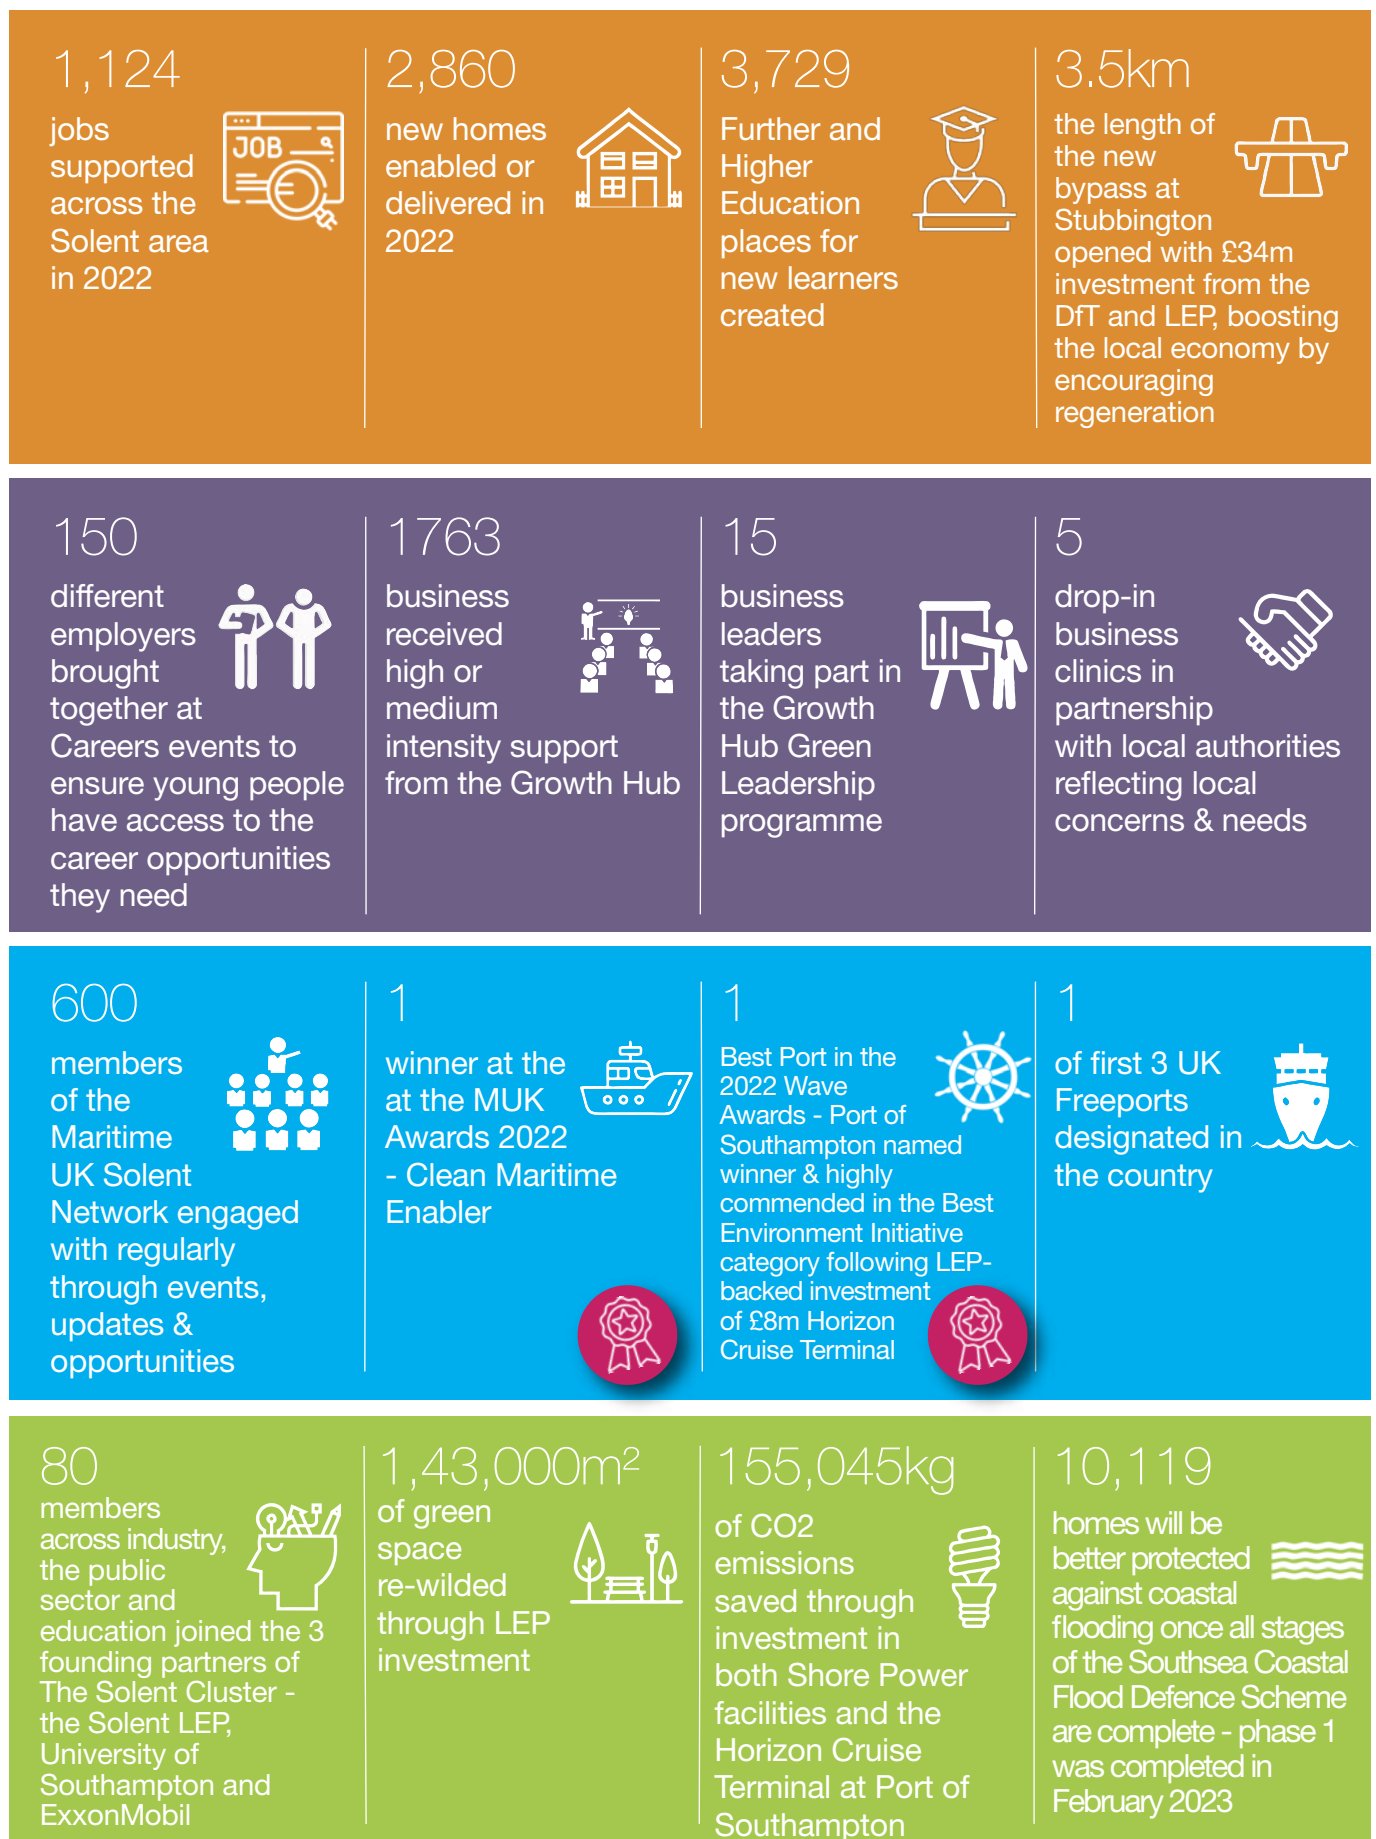 1,124
jobs
supported
across the
Solent area
in 2022
JOB
2,860
new homes
enabled or
delivered in
2022
3,729
Further and
Higher
Education
places for
new learners
created
3.5km
the length of
the new
bypass at
Stubbington
opened with £34m
investment from the
DfT and LEP, boosting
the local economy by
encouraging
regeneration
150
different
employers
brought
together at
Careers events to
ensure young people
have access to the
career opportunities
they need
1763
business
received
high or
medium
intensity support
from the Growth Hub
15
business
leaders
taking part in
the Growth
Hub Green
Leadership
programme
5
drop-in
business
clinics in
partnership
with local authorities
reflecting local
concerns & needs
600
members
of the
Maritime
UK Solent
Network engaged
with regularly
through events,
updates &
opportunities
1
winner at the
at the MUK
Awards 2022
- Clean Maritime
Enabler
1
Best Port in the
2022 Wave
Awards - Port of
Southampton named
winner & highly
commended in the Best
Environment Initiative
category following LEP-
backed investment
of £8m Horizon
Cruise Terminal
1
of first 3 UK
Freeports
designated in
the country
80
members
across industry,
the public
sector and
education joined the 3
founding partners of
The Solent Cluster -
the Solent LEP,
University of
Southampton and
ExxonMobil
1,43,000m²
of green
space
re-wilded
through LEP
investment
155,045kg
of CO2
emissions
saved through
investment in
both Shore Power
facilities and the
Horizon Cruise
Terminal at Port of
Southampton
10,119
homes will be
better protected
against coastal
flooding once all stages
of the Southsea Coastal
Flood Defence Scheme
are complete - phase 1
was completed in
February 2023